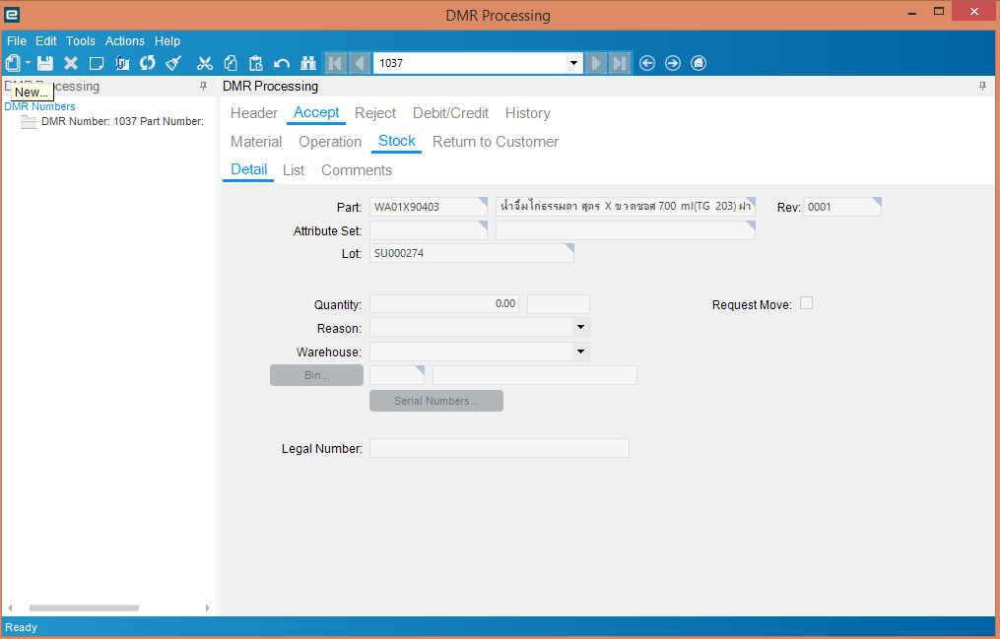 DMR Processing
File Edit Tools Actions Help
1037
DMR Processing
New...
DMR Numbers
DMR Number: 1037 Part Number:
DMR Processing
Header Accept Reject Debit/Credit History
Material Operation Stock Return to Customer
Detail List Comments
Part: WA01X90403 น้ำจิ้มไก่ธรรมดา สูตร X ขวดซอส 700 ml(TG 203) ฝา Rev: 0001
Attribute Set:
Lot: SU000274
Quantity: 0.00 Request Move:
Reason:
Warehouse:
Bin...
Serial Numbers...
Legal Number:
Ready